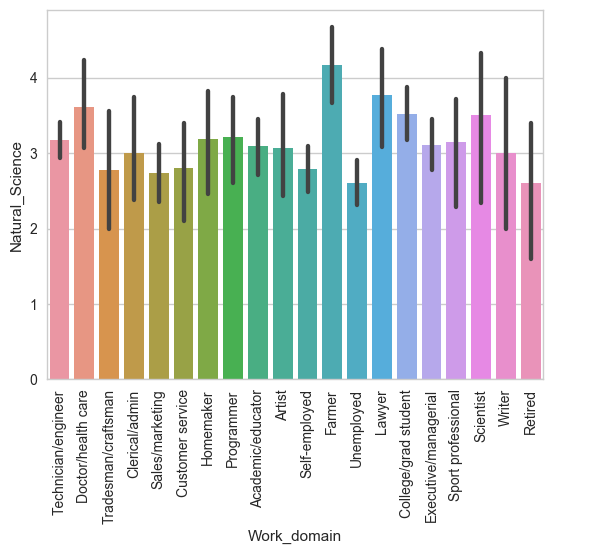 4
3
2
1
0
Natural_Science
Technician/engineer
Doctor/health care
Tradesman/craftsman
Clerical/admin
Sales/marketing
Customer service
Homemaker
Programmer
Academic/educator
Artist
Self-employed
Farmer
Unemployed
Lawyer
College/grad student
Executive/managerial
Sport professional
Scientist
Writer
Retired
Work_domain